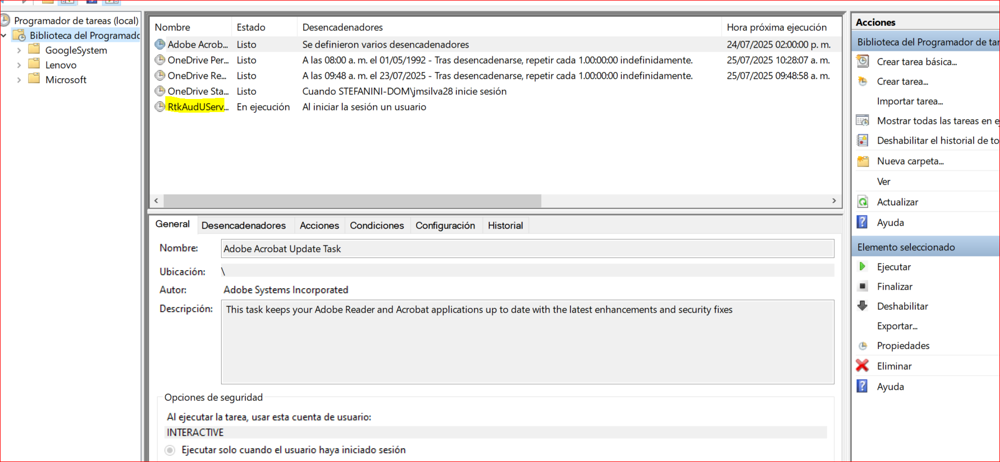 Programador de tareas (local)
Biblioteca del Programadc
GoogleSystem
Lenovo
Microsoft
Nombre Estado Desencadenadores Hora próxima ejecución
Adobe Acrob... Listo Se definieron varios desencadenadores 24/07/2025 02:00:00 p. m.
OneDrive Per... Listo A las 08:00 a. m. el 01/05/1992 - Tras desencadenarse, repetir cada 1.00:00:00 indefinidamente. 25/07/2025 10:28:07 a. m.
OneDrive Re... Listo A las 09:48 a. m. el 23/07/2025 - Tras desencadenarse, repetir cada 1.00:00:00 indefinidamente. 25/07/2025 09:48:58 a. m.
OneDrive Sta... Listo Cuando STEFANINI-DOM\jmsilva28 inicie sesión
RtkAudUServ... En ejecución Al iniciar la sesión un usuario
General Desencadenadores Acciones Condiciones Configuración Historial
Nombre: Adobe Acrobat Update Task
Ubicación: \
Autor: Adobe Systems Incorporated
Descripción: This task keeps your Adobe Reader and Acrobat applications up to date with the latest enhancements and security fixes
Opciones de seguridad
Al ejecutar la tarea, usar esta cuenta de usuario:
INTERACTIVE
Ejecutar solo cuando el usuario haya iniciado sesión
Acciones
Biblioteca del Programador de tar
Crear tarea básica...
Crear tarea...
Importar tarea...
Mostrar todas las tareas en e
Deshabilitar el historial de to
Nueva carpeta...
Ver
Actualizar
Ayuda
Elemento seleccionado
Ejecutar
Finalizar
Deshabilitar
Exportar...
Propiedades
Eliminar
Ayuda